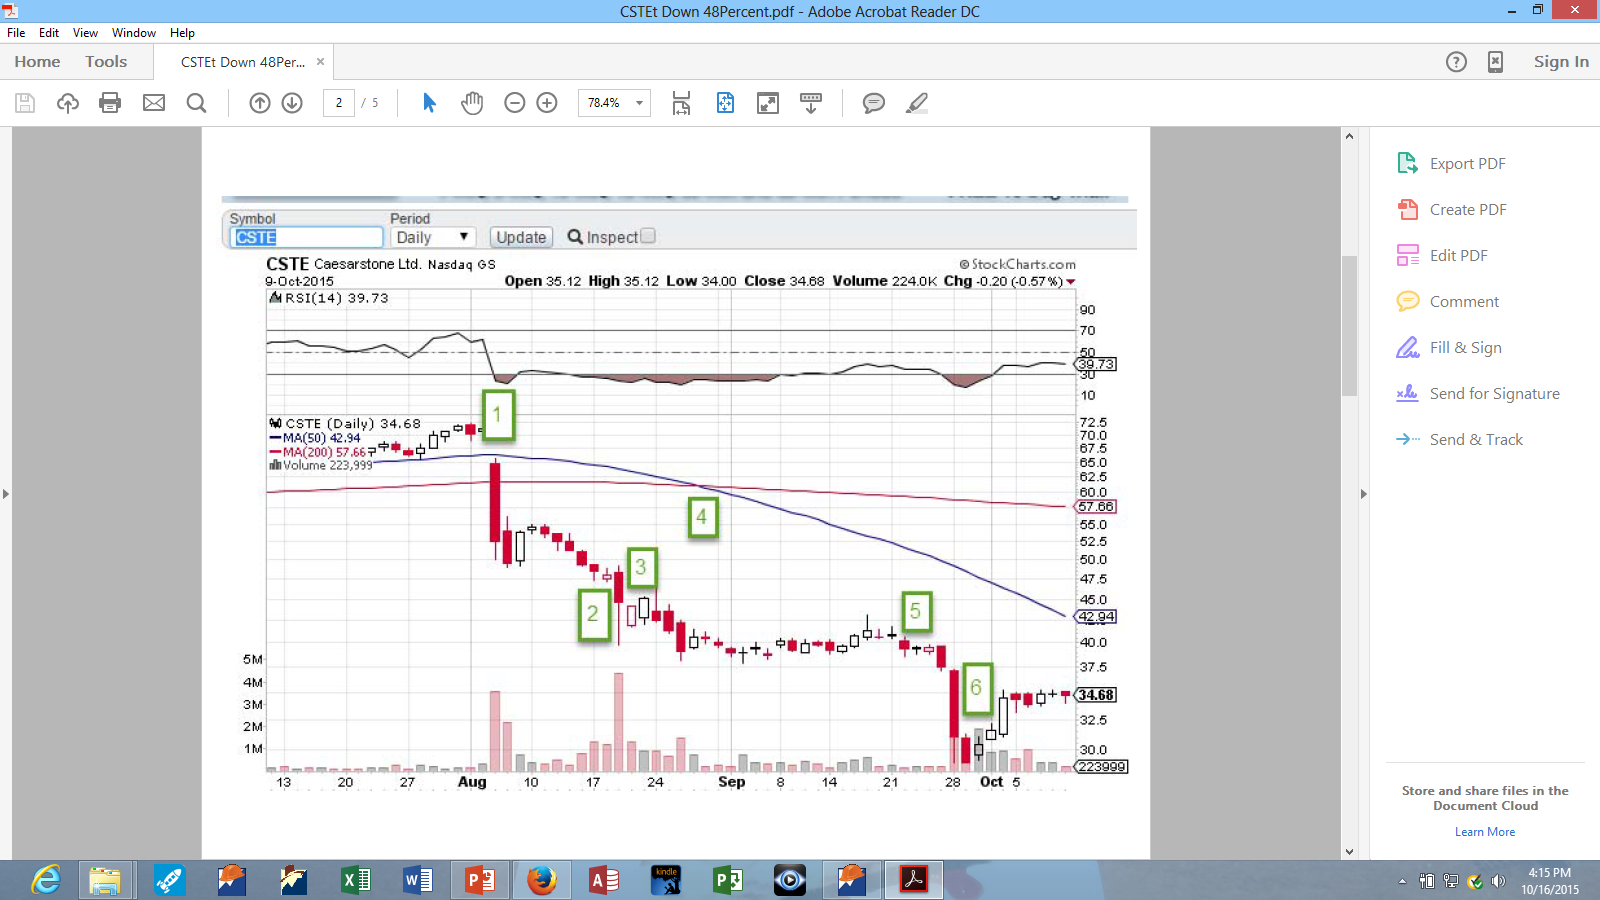 CSTEt Down 48Percent.pdf - Adobe Acrobat Reader DC
File Edit View Window Help
Home Tools CSTEt Down 48Per... × Sign In
2 / 5 78.4%
Export PDF
Create PDF
Edit PDF
Comment
Fill & Sign
Send for Signature
Send & Track
Store and share files in the
Document Cloud
Learn More
Symbol Period
CSTE Daily Update Inspect
CSTE Caesarstone Ltd. Nasdaq GS © StockCharts.com
9-Oct-2015 Open 35.12 High 35.12 Low 34.00 Close 34.68 Volume 224.0K Chg -0.20 (-0.57%)
RSI(14) 39.73
90
70
50
39.73
30
10
1
CSTE (Daily) 34.68
MA(50) 42.94
MA(200) 57.66
Volume 223,999
72.5
70.0
67.5
65.0
62.5
60.0
57.66
55.0
52.5
50.0
47.5
45.0
42.94
40.0
37.5
34.68
32.5
30.0
223999
4
3
2
5
6
5M
4M
3M
2M
1M
13 20 27 Aug 10 17 24 Sep 8 14 21 28 Oct 5
kindle
4:15 PM
10/16/2015